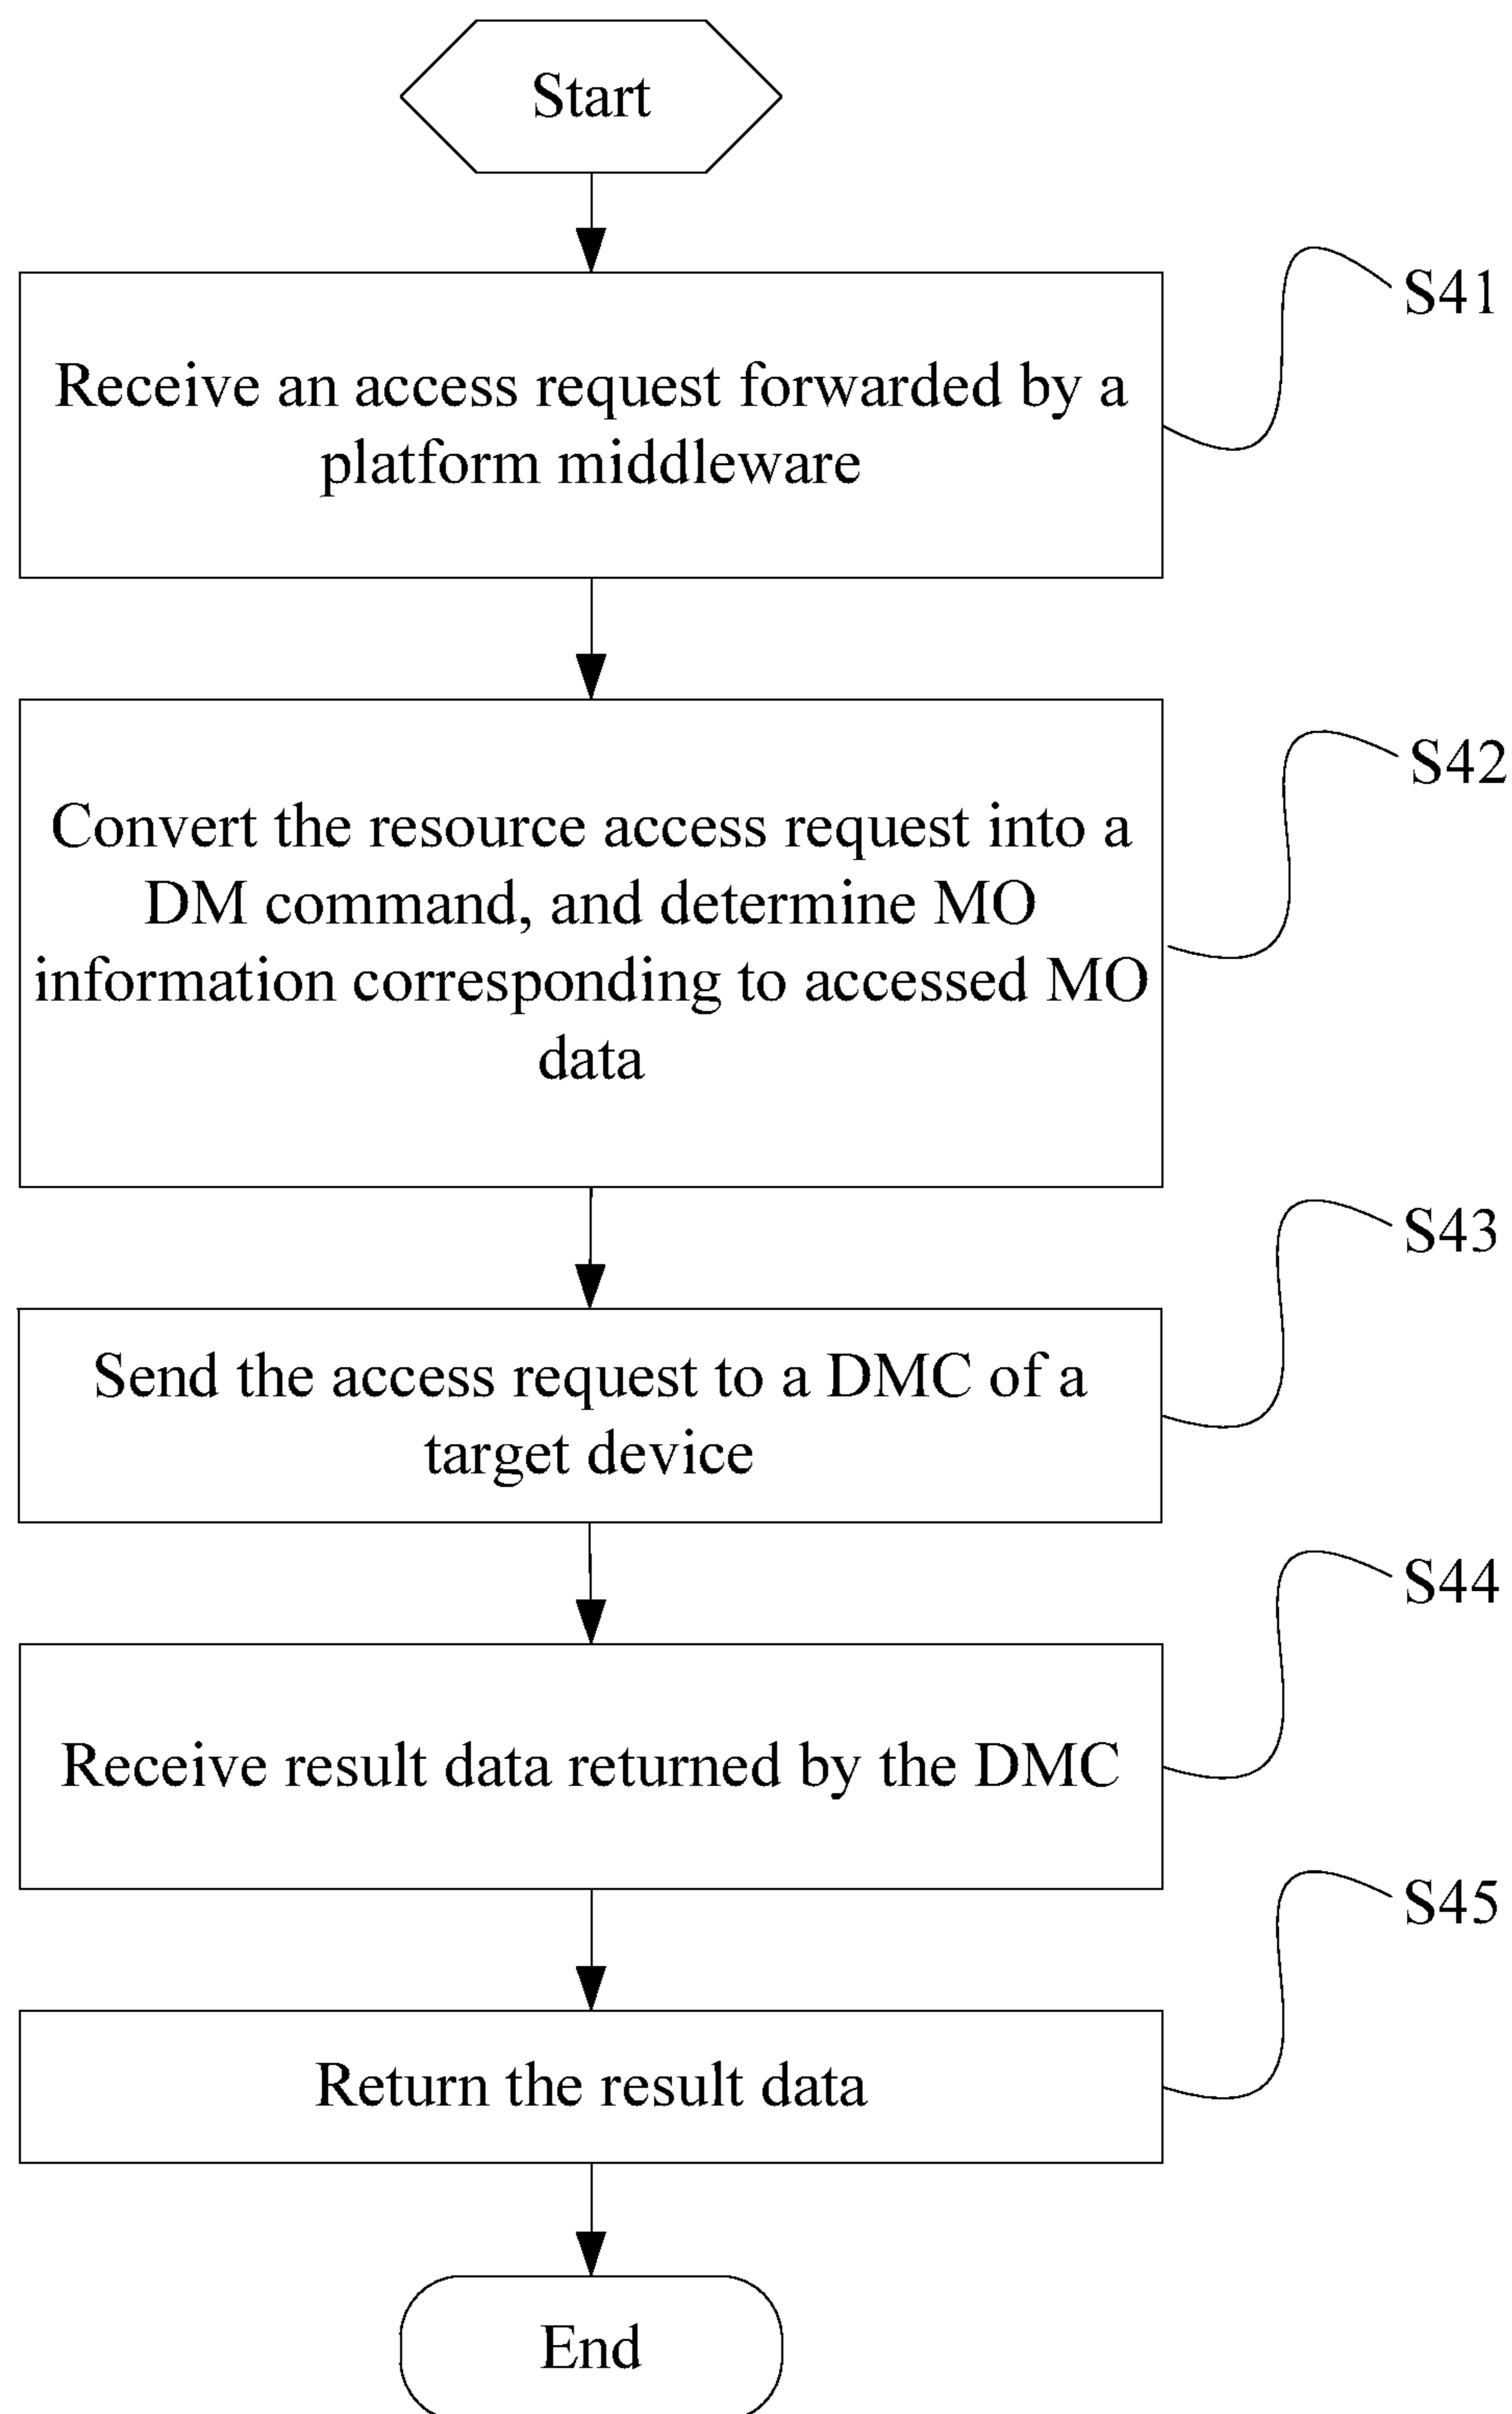 Start
S41
Receive an access request forwarded by a
platform middleware
S42
Convert the resource access request into a
DM command, and determine MO
information corresponding to accessed MO
data
S43
Send the access request to a DMC of a
target device
S44
Receive result data returned by the DMC
S45
Return the result data
End